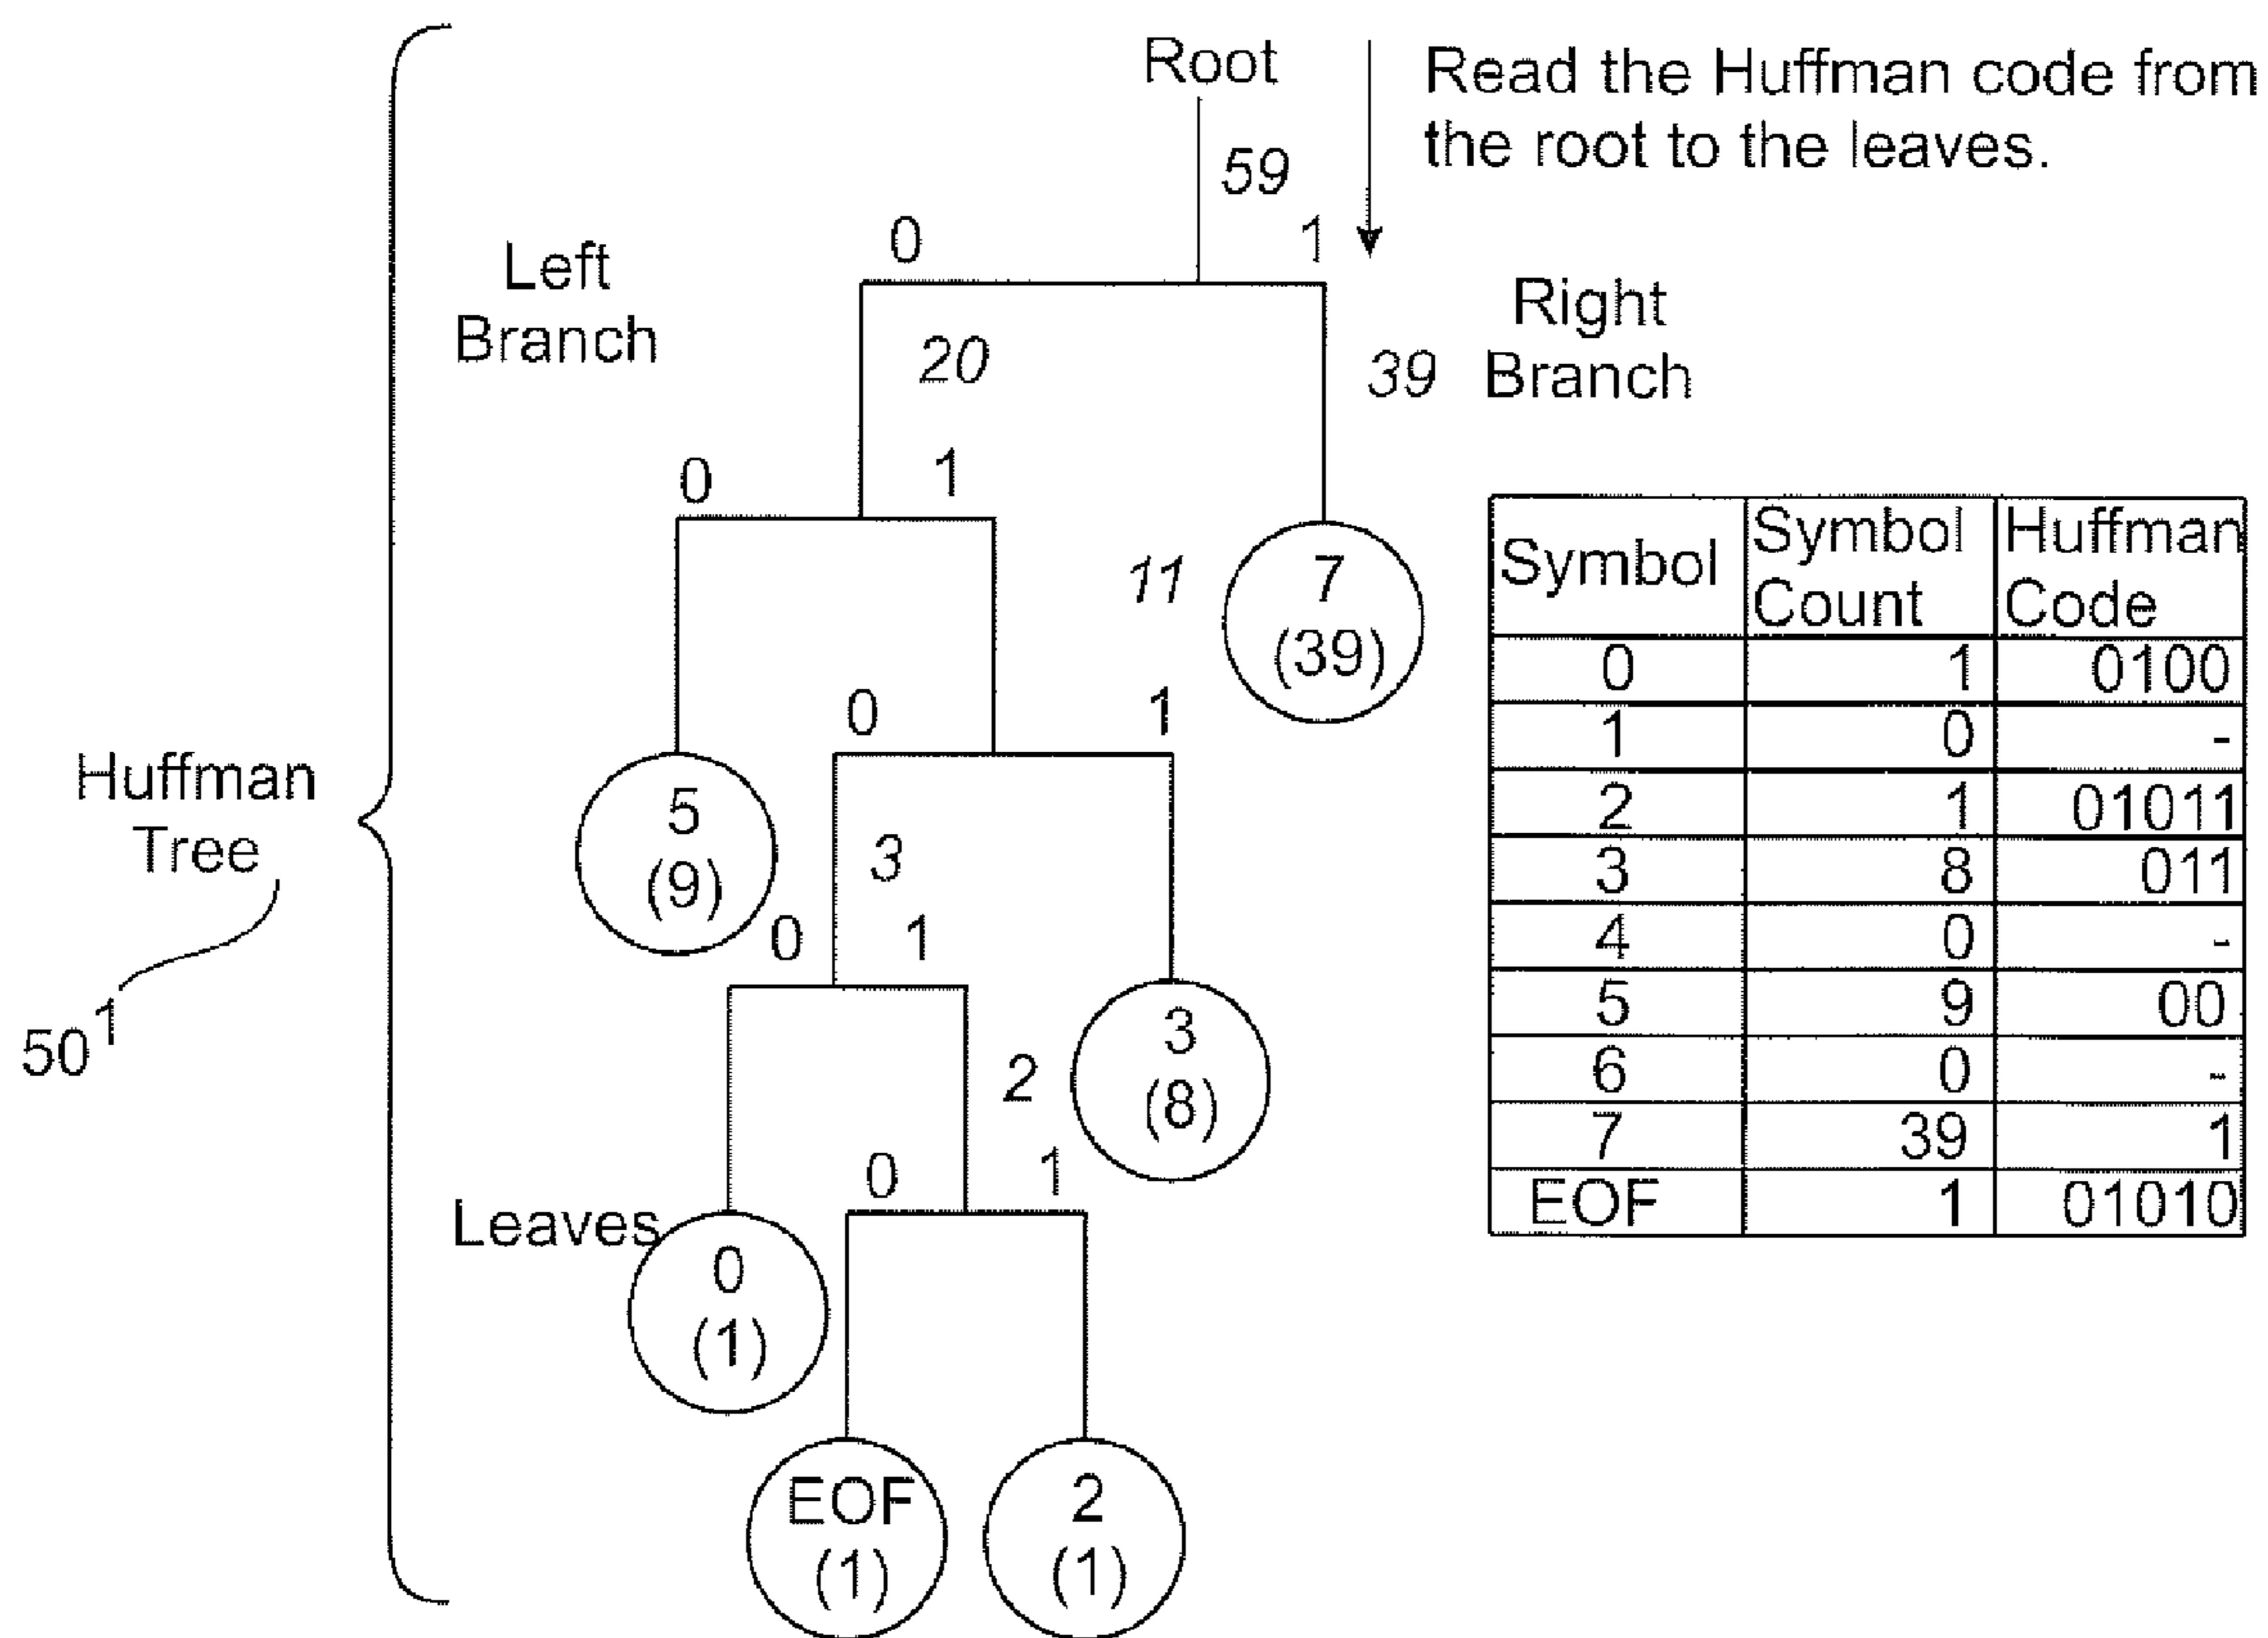 Root
Read the Huffman code from
the root to the leaves.
59
0
1
Left
Branch
Right
Branch
20
39
0
1
7
(39)
11
0
1
Huffman
Tree
50¹
5
(9)
3
0
1
3
(8)
2
0
1
Leaves
0
(1)
EOF
(1)
2
(1)
Symbol Symbol Count Huffman Code
0 1 0100
1 0 -
2 1 01011
3 8 011
4 0 -
5 9 00
6 0 -
7 39 1
EOF 1 01010